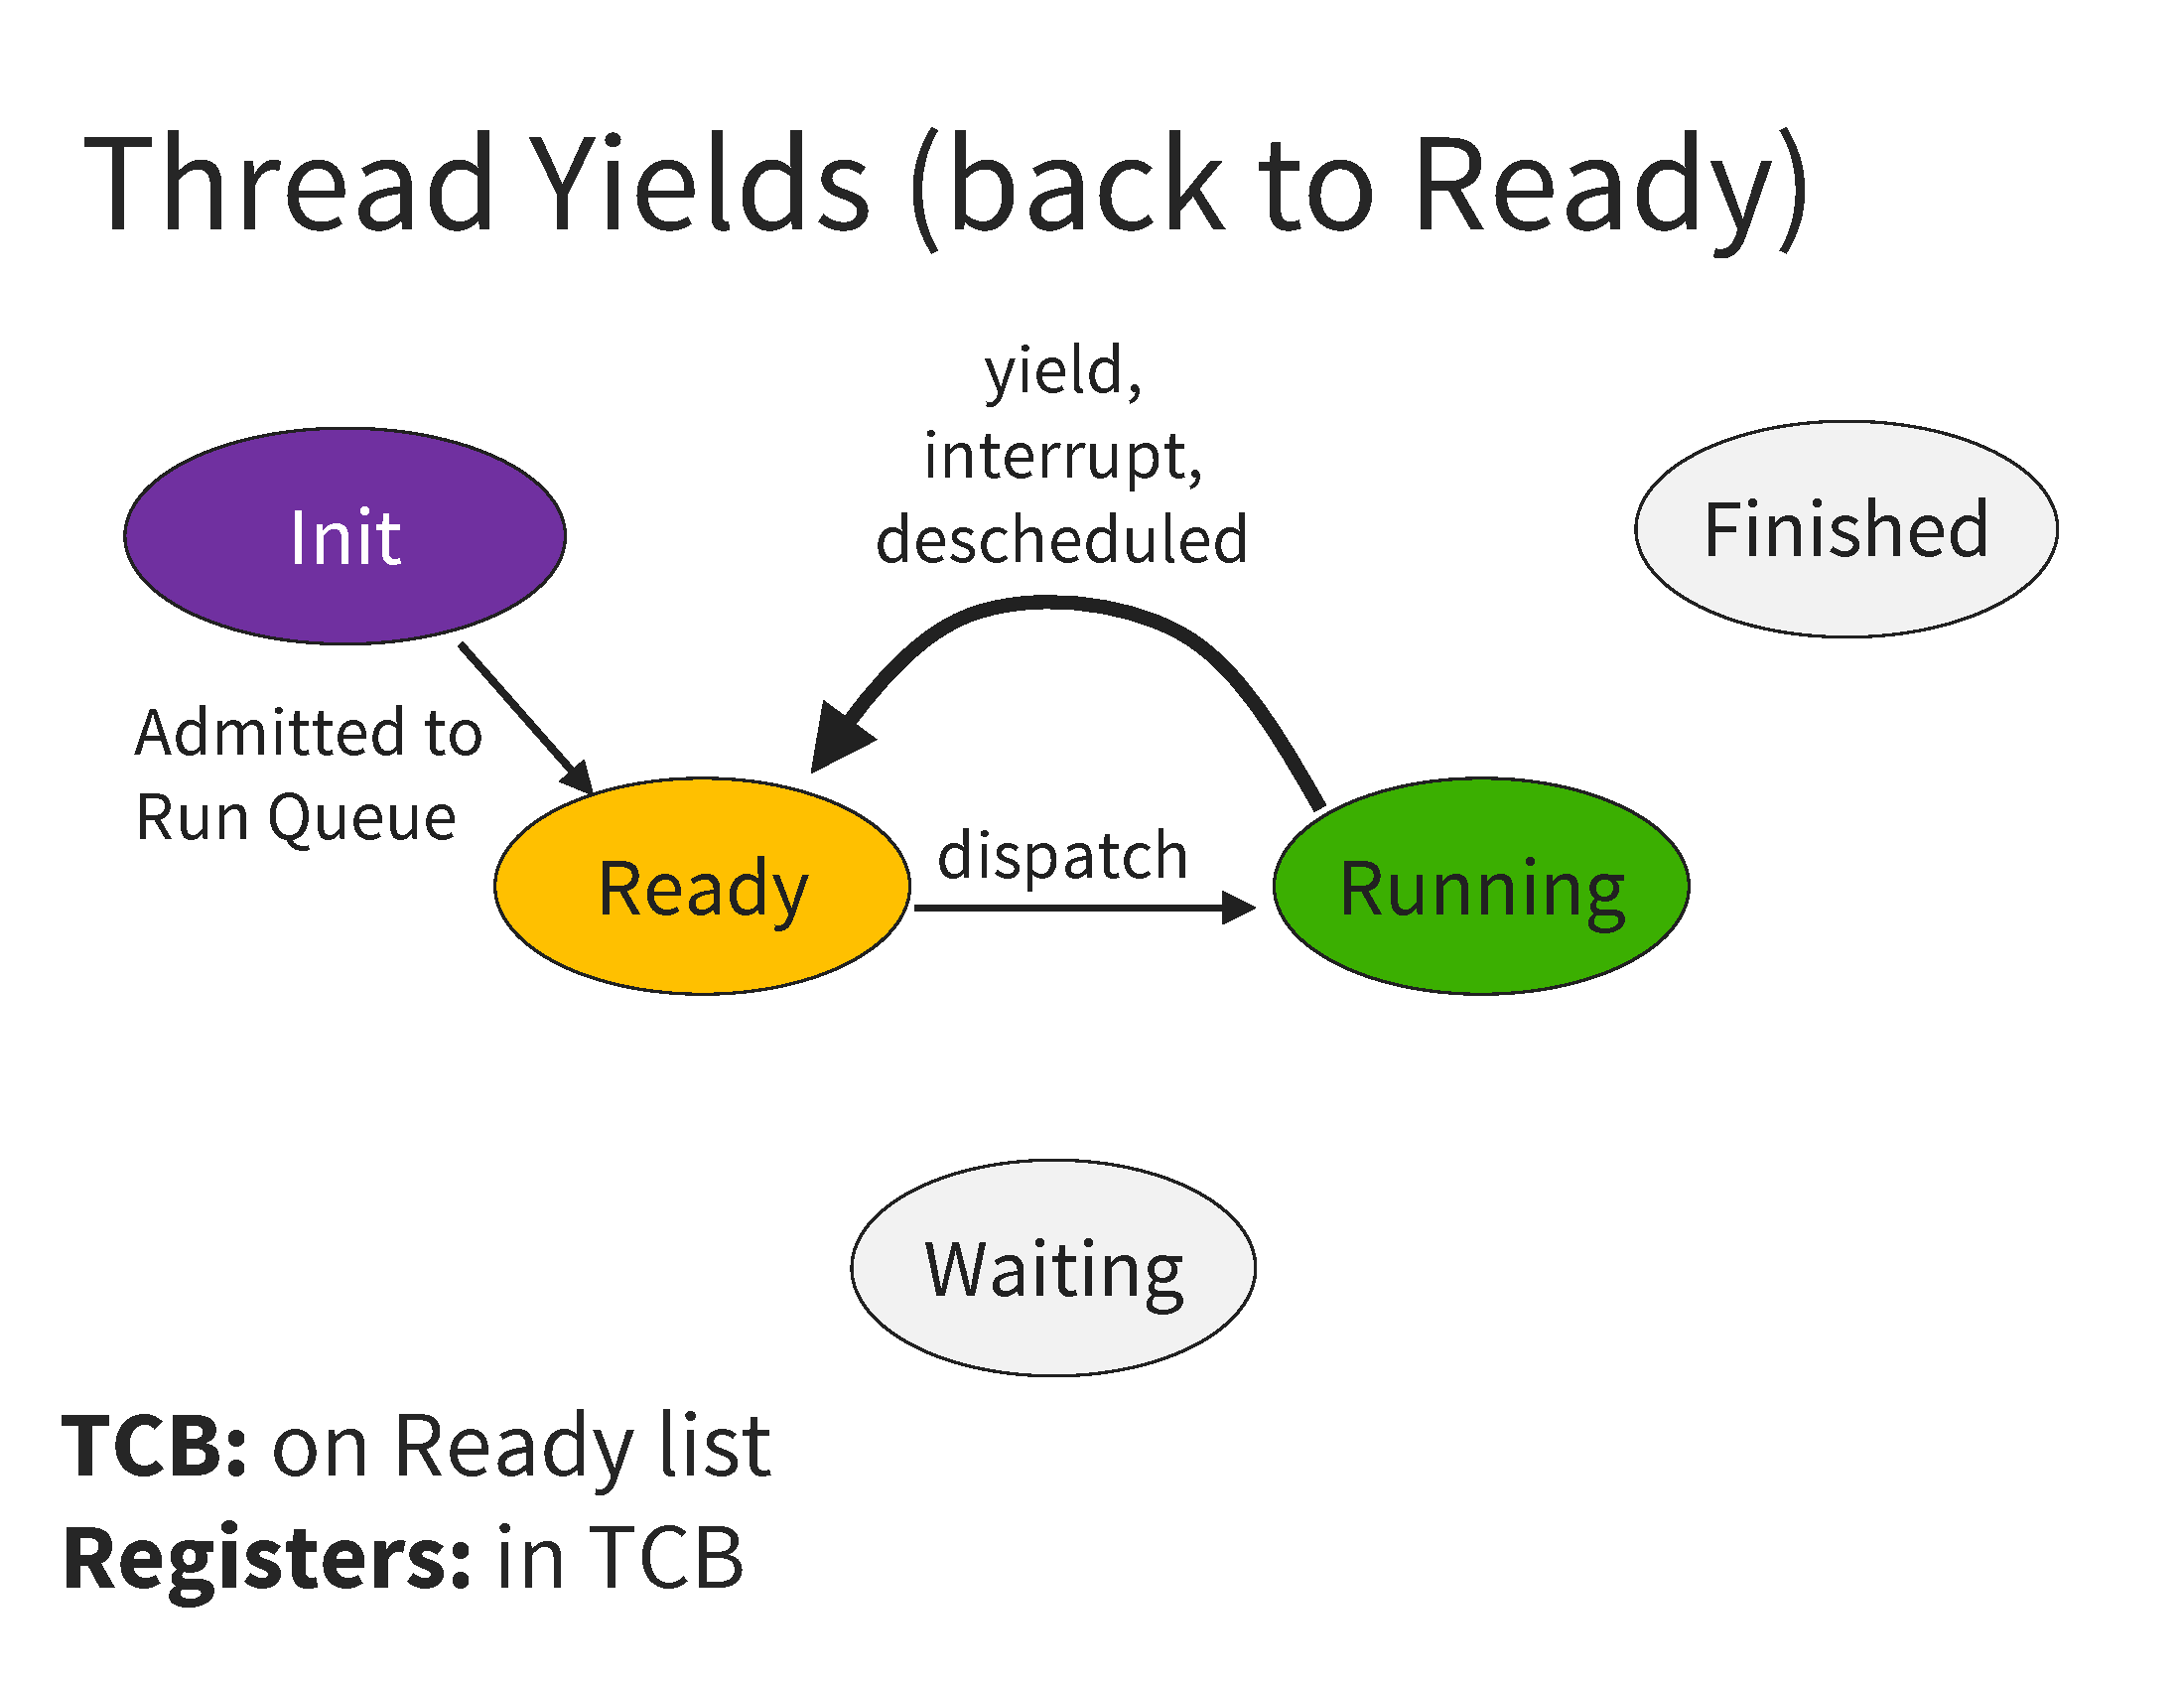 Thread Yields (back to Ready)
yield,
interrupt,
descheduled
Init
Finished
Admitted to
Run Queue
Ready
dispatch
Running
Waiting
TCB: on Ready list
Registers: in TCB